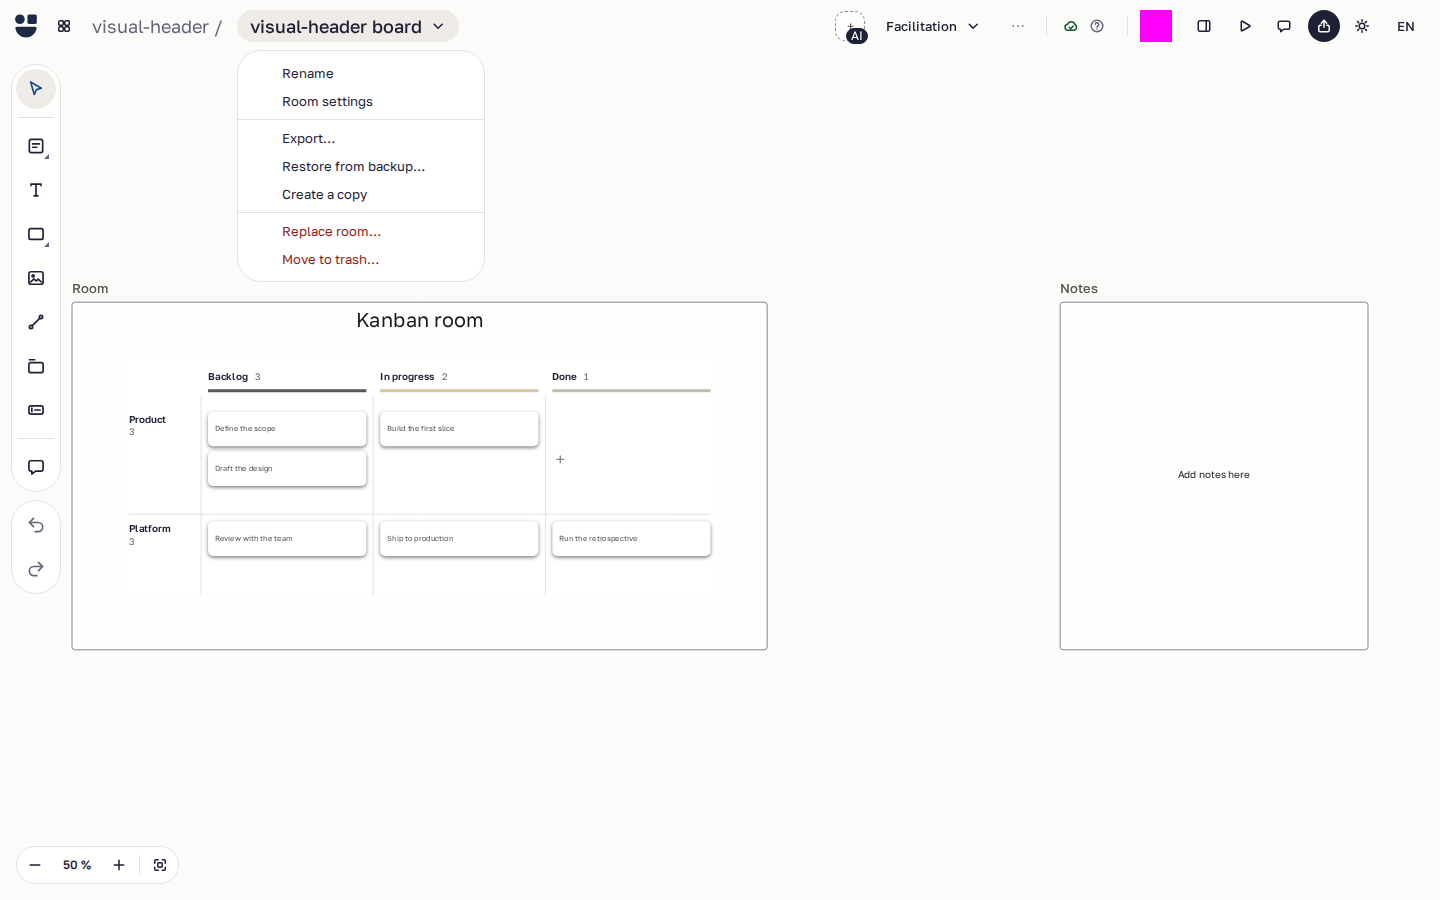 visual-header /
visual-header board
AI
Facilitation
EN
Rename
Room settings
Export...
Restore from backup...
Create a copy
Replace room...
Move to trash...
Room
Notes
Kanban room
Backlog 3
In progress 2
Done 1
Product
3
Define the scope
Build the first slice
+
Draft the design
Platform
3
Review with the team
Ship to production
Run the retrospective
Add notes here
50 %